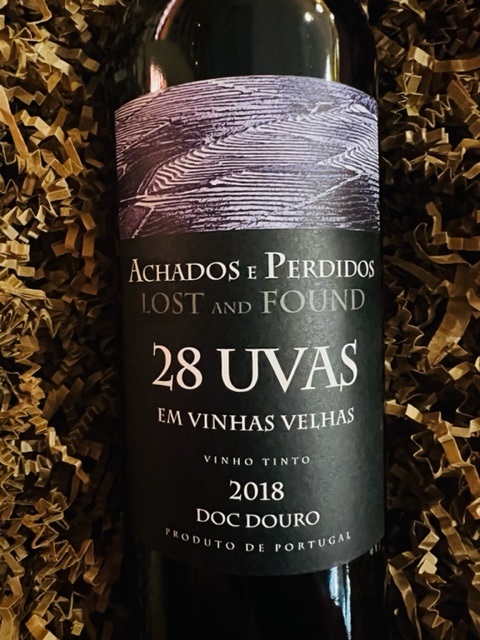 ACHADOS E PERDIDOS
LOST AND FOUND
28 UVAS
EM VINHAS VELHAS
VINHO TINTO
2018
DOC DOURO
PRODUTO DE PORTUGAL